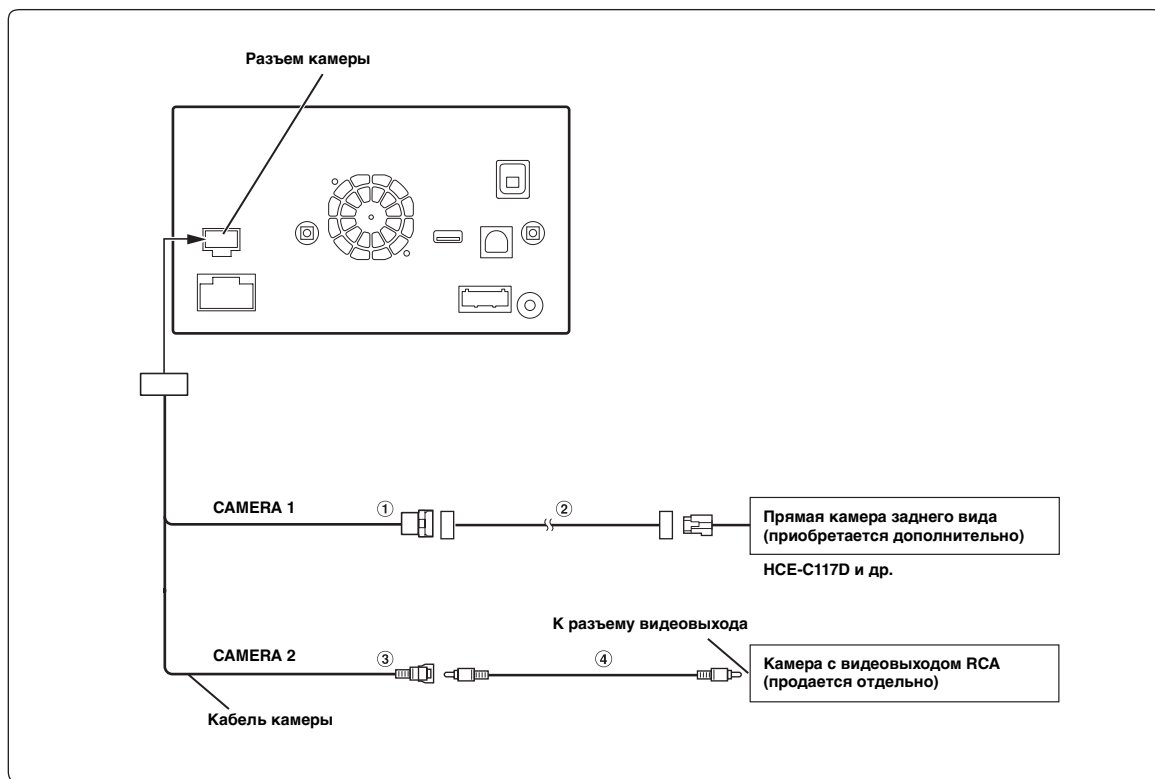 Разъем камеры
CAMERA 1
①
②
Прямая камера заднего вида
(приобретается дополнительно)
HCE-C117D и др.
К разъему видеовыхода
CAMERA 2
③
④
Камера с видеовыходом RCA
(продается отдельно)
Кабель камеры